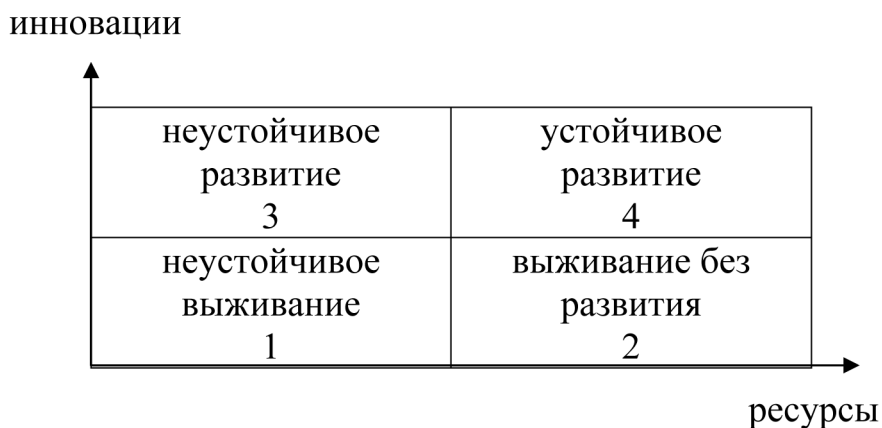 инновации
неустойчивое
развитие
3
устойчивое
развитие
4
неустойчивое
выживание
1
выживание без
развития
2
ресурсы